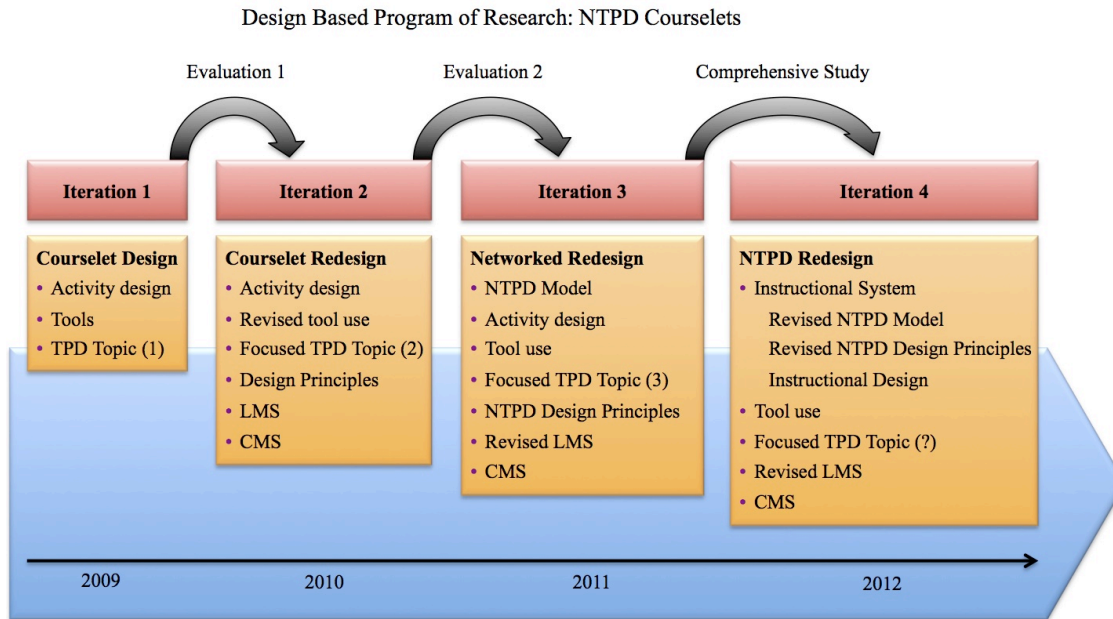 Design Based Program of Research: NTPD Courselets
Evaluation 1
Evaluation 2
Comprehensive Study
Iteration 1
Iteration 2
Iteration 3
Iteration 4
Courselet Design
• Activity design
• Tools
• TPD Topic (1)
Courselet Redesign
• Activity design
• Revised tool use
• Focused TPD Topic (2)
• Design Principles
• LMS
• CMS
Networked Redesign
• NTPD Model
• Activity design
• Tool use
• Focused TPD Topic (3)
• NTPD Design Principles
• Revised LMS
• CMS
NTPD Redesign
• Instructional System
Revised NTPD Model
Revised NTPD Design Principles
Instructional Design
• Tool use
• Focused TPD Topic (?)
• Revised LMS
• CMS
2009
2010
2011
2012